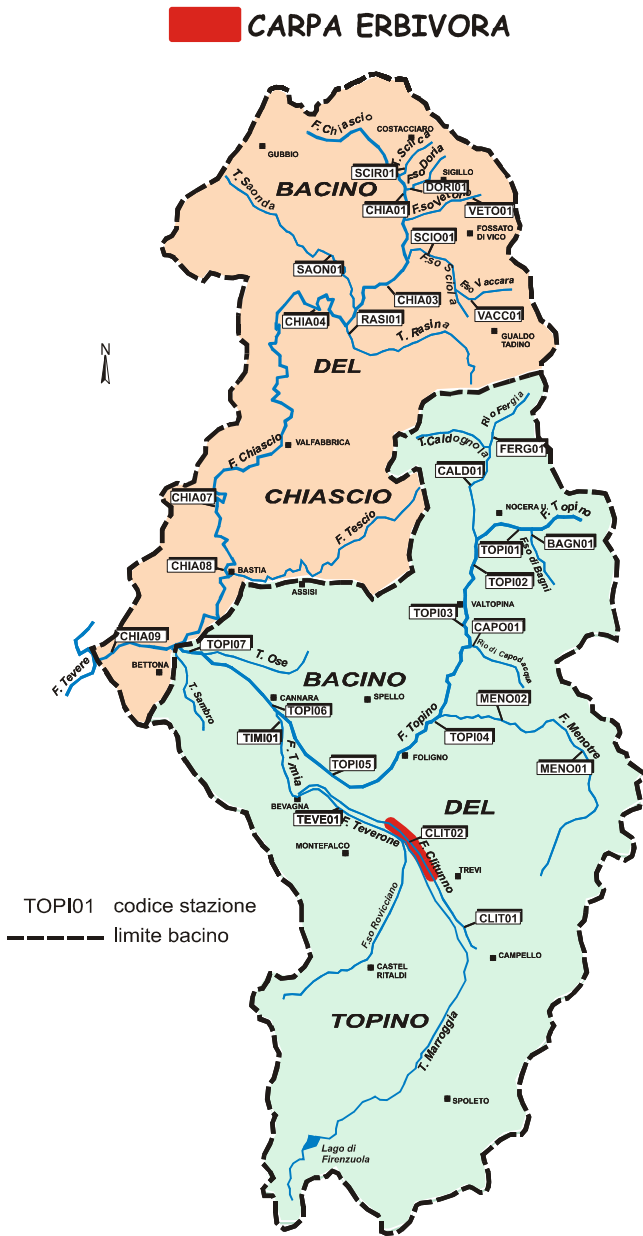 CARPA ERBIVORA
F. Chiascio
COSTACCIARO
GUBBIO
T. Scirca
F.so Doria
SCIR01
SIGILLO
T. Saonda
BACINO
DORI01
CHIA01
F.so Vetorio
VETO01
SCIO01
FOSSATO
DI VICO
SAON01
F.so Sciola
F.so Vaccara
CHIA03
CHIA04
RASI01
VACC01
T. Rasina
GUALDO
TADINO
N
DEL
Rio Fergia
T. Caldognola
F. Chiascio
VALFABBRICA
FERG01
CALD01
CHIA07
CHIASCIO
F. Tescio
NOCERA U.
F. Topino
TOPI01
BAGN01
F.so di Bagni
CHIA08
BASTIA
TOPI02
ASSISI
TOPI03
VALTOPINA
CAPO01
CHIA09
TOPI07
Rio di Capodacqua
F. Tevere
BETTONA
T. Ose
BACINO
T. Sambro
CANNARA
SPELLO
MENO02
TOPI06
F. Topino
F. Menotre
TIMI01
TOPI04
F. Timia
TOPI05
FOLIGNO
MENO01
BEVAGNA
DEL
TEVE01
F. Teverone
CLIT02
MONTEFALCO
F. Clitunno
TREVI
TOPI01 codice stazione
CLIT01
limite bacino
F.so Rovicciano
CAMPELLO
CASTEL
RITALDI
TOPINO
T. Marroggia
SPOLETO
Lago di
Firenzuola